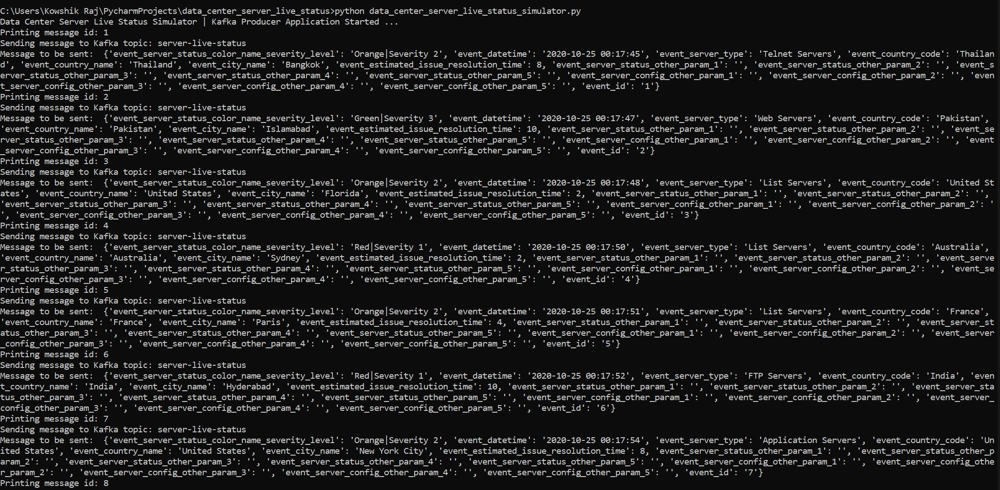 C:\Users\Kowshik Raj\PycharmProjects\data_center_server_live_status>python data_center_server_live_status_simulator.py
Data Center Server Live Status Simulator | Kafka Producer Application Started ...
Printing message id: 1
Sending message to Kafka topic: server-live-status
Message to be sent:  {'event_server_status_color_name_severity_level': 'Orange|Severity 2', 'event_datetime': '2020-10-25 00:17:45', 'event_server_type': 'Telnet Servers', 'event_country_code': 'Thailan
d', 'event_country_name': 'Thailand', 'event_city_name': 'Bangkok', 'event_estimated_issue_resolution_time': 8, 'event_server_status_other_param_1': '', 'event_server_status_other_param_2': '', 'event_s
erver_status_other_param_3': '', 'event_server_status_other_param_4': '', 'event_server_status_other_param_5': '', 'event_server_config_other_param_1': '', 'event_server_config_other_param_2': '', 'even
t_server_config_other_param_3': '', 'event_server_config_other_param_4': '', 'event_server_config_other_param_5': '', 'event_id': '1'}
Printing message id: 2
Sending message to Kafka topic: server-live-status
Message to be sent:  {'event_server_status_color_name_severity_level': 'Green|Severity 3', 'event_datetime': '2020-10-25 00:17:47', 'event_server_type': 'Web Servers', 'event_country_code': 'Pakistan',
'event_country_name': 'Pakistan', 'event_city_name': 'Islamabad', 'event_estimated_issue_resolution_time': 10, 'event_server_status_other_param_1': '', 'event_server_status_other_param_2': '', 'event_se
rver_status_other_param_3': '', 'event_server_status_other_param_4': '', 'event_server_status_other_param_5': '', 'event_server_config_other_param_1': '', 'event_server_config_other_param_2': '', 'event
_server_config_other_param_3': '', 'event_server_config_other_param_4': '', 'event_server_config_other_param_5': '', 'event_id': '2'}
Printing message id: 3
Sending message to Kafka topic: server-live-status
Message to be sent:  {'event_server_status_color_name_severity_level': 'Orange|Severity 2', 'event_datetime': '2020-10-25 00:17:48', 'event_server_type': 'List Servers', 'event_country_code': 'United St
ates', 'event_country_name': 'United States', 'event_city_name': 'Florida', 'event_estimated_issue_resolution_time': 2, 'event_server_status_other_param_1': '', 'event_server_status_other_param_2': '',
'event_server_status_other_param_3': '', 'event_server_status_other_param_4': '', 'event_server_status_other_param_5': '', 'event_server_config_other_param_1': '', 'event_server_config_other_param_2': '
', 'event_server_config_other_param_3': '', 'event_server_config_other_param_4': '', 'event_server_config_other_param_5': '', 'event_id': '3'}
Printing message id: 4
Sending message to Kafka topic: server-live-status
Message to be sent:  {'event_server_status_color_name_severity_level': 'Red|Severity 1', 'event_datetime': '2020-10-25 00:17:50', 'event_server_type': 'List Servers', 'event_country_code': 'Australia',
'event_country_name': 'Australia', 'event_city_name': 'Sydney', 'event_estimated_issue_resolution_time': 2, 'event_server_status_other_param_1': '', 'event_server_status_other_param_2': '', 'event_serve
r_status_other_param_3': '', 'event_server_status_other_param_4': '', 'event_server_status_other_param_5': '', 'event_server_config_other_param_1': '', 'event_server_config_other_param_2': '', 'event_se
rver_config_other_param_3': '', 'event_server_config_other_param_4': '', 'event_server_config_other_param_5': '', 'event_id': '4'}
Printing message id: 5
Sending message to Kafka topic: server-live-status
Message to be sent:  {'event_server_status_color_name_severity_level': 'Orange|Severity 2', 'event_datetime': '2020-10-25 00:17:51', 'event_server_type': 'List Servers', 'event_country_code': 'France',
'event_country_name': 'France', 'event_city_name': 'Paris', 'event_estimated_issue_resolution_time': 4, 'event_server_status_other_param_1': '', 'event_server_status_other_param_2': '', 'event_server_st
atus_other_param_3': '', 'event_server_status_other_param_4': '', 'event_server_status_other_param_5': '', 'event_server_config_other_param_1': '', 'event_server_config_other_param_2': '', 'event_server
_config_other_param_3': '', 'event_server_config_other_param_4': '', 'event_server_config_other_param_5': '', 'event_id': '5'}
Printing message id: 6
Sending message to Kafka topic: server-live-status
Message to be sent:  {'event_server_status_color_name_severity_level': 'Red|Severity 1', 'event_datetime': '2020-10-25 00:17:52', 'event_server_type': 'FTP Servers', 'event_country_code': 'India', 'even
t_country_name': 'India', 'event_city_name': 'Hyderabad', 'event_estimated_issue_resolution_time': 10, 'event_server_status_other_param_1': '', 'event_server_status_other_param_2': '', 'event_server_sta
tus_other_param_3': '', 'event_server_status_other_param_4': '', 'event_server_status_other_param_5': '', 'event_server_config_other_param_1': '', 'event_server_config_other_param_2': '', 'event_server_
config_other_param_3': '', 'event_server_config_other_param_4': '', 'event_server_config_other_param_5': '', 'event_id': '6'}
Printing message id: 7
Sending message to Kafka topic: server-live-status
Message to be sent:  {'event_server_status_color_name_severity_level': 'Orange|Severity 2', 'event_datetime': '2020-10-25 00:17:54', 'event_server_type': 'Application Servers', 'event_country_code': 'Un
ited States', 'event_country_name': 'United States', 'event_city_name': 'New York City', 'event_estimated_issue_resolution_time': 8, 'event_server_status_other_param_1': '', 'event_server_status_other_p
aram_2': '', 'event_server_status_other_param_3': '', 'event_server_status_other_param_4': '', 'event_server_status_other_param_5': '', 'event_server_config_other_param_1': '', 'event_server_config_othe
r_param_2': '', 'event_server_config_other_param_3': '', 'event_server_config_other_param_4': '', 'event_server_config_other_param_5': '', 'event_id': '7'}
Printing message id: 8